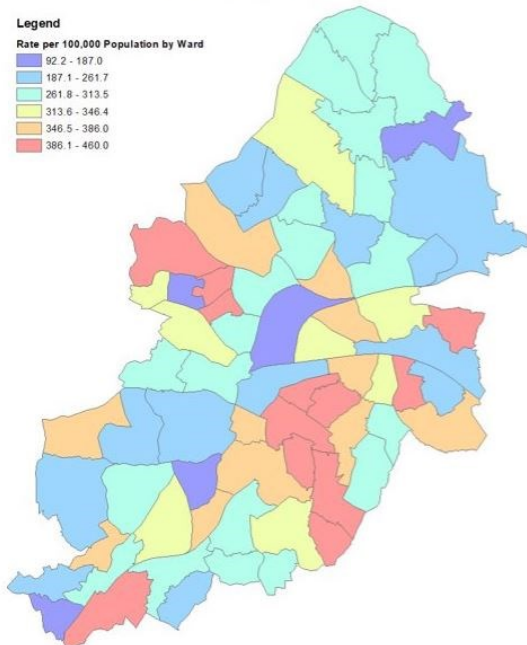 Legend
Rate per 100,000 Population by Ward
92.2 - 187.0
187.1 - 261.7
261.8 - 313.5
313.6 - 346.4
346.5 - 386.0
386.1 - 460.0